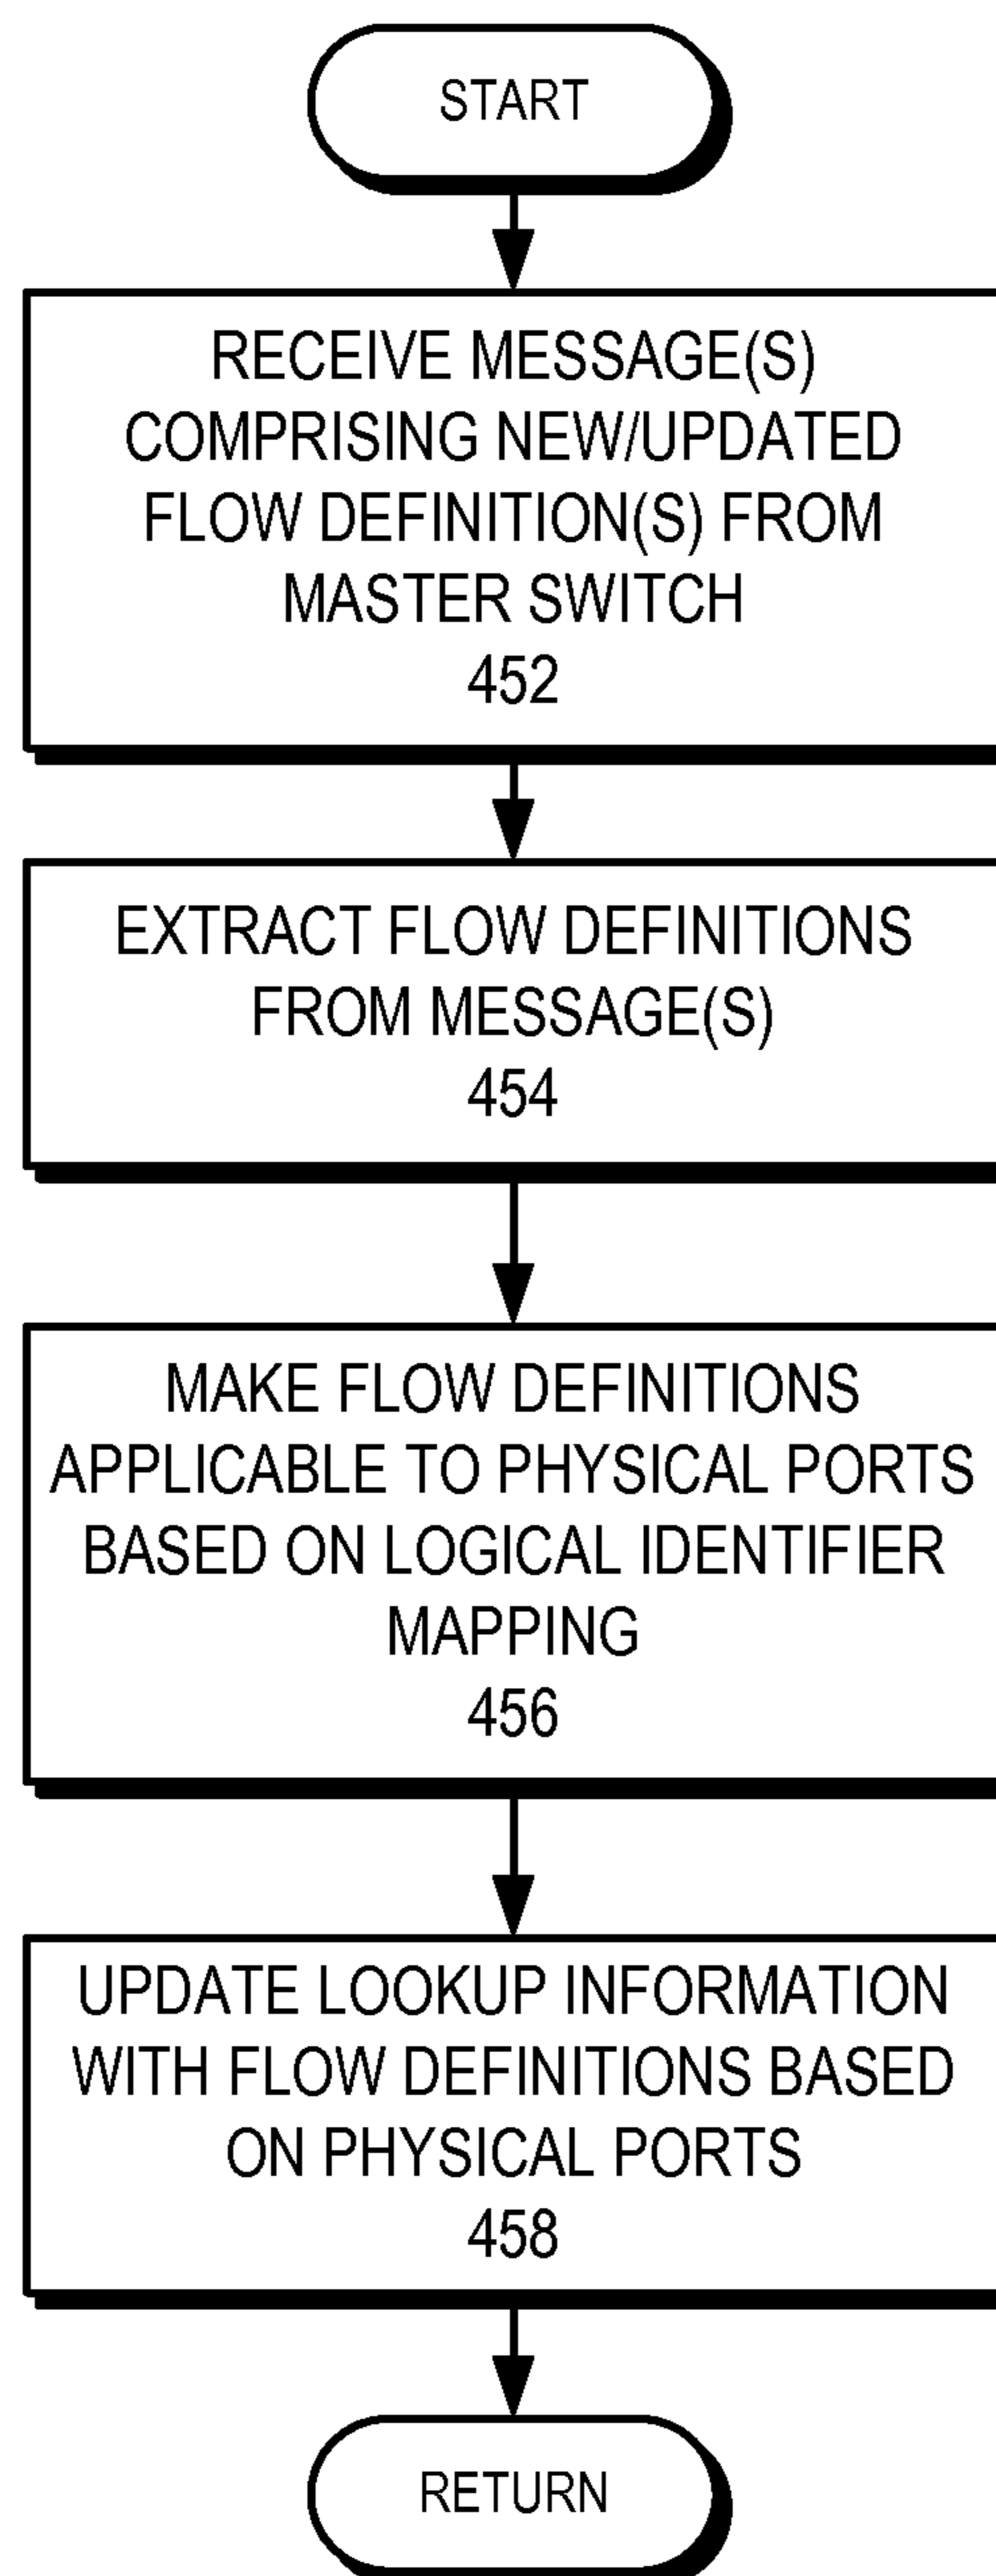 START
RECEIVE MESSAGE(S)
COMPRISING NEW/UPDATED
FLOW DEFINITION(S) FROM
MASTER SWITCH
452
EXTRACT FLOW DEFINITIONS
FROM MESSAGE(S)
454
MAKE FLOW DEFINITIONS
APPLICABLE TO PHYSICAL PORTS
BASED ON LOGICAL IDENTIFIER
MAPPING
456
UPDATE LOOKUP INFORMATION
WITH FLOW DEFINITIONS BASED
ON PHYSICAL PORTS
458
RETURN